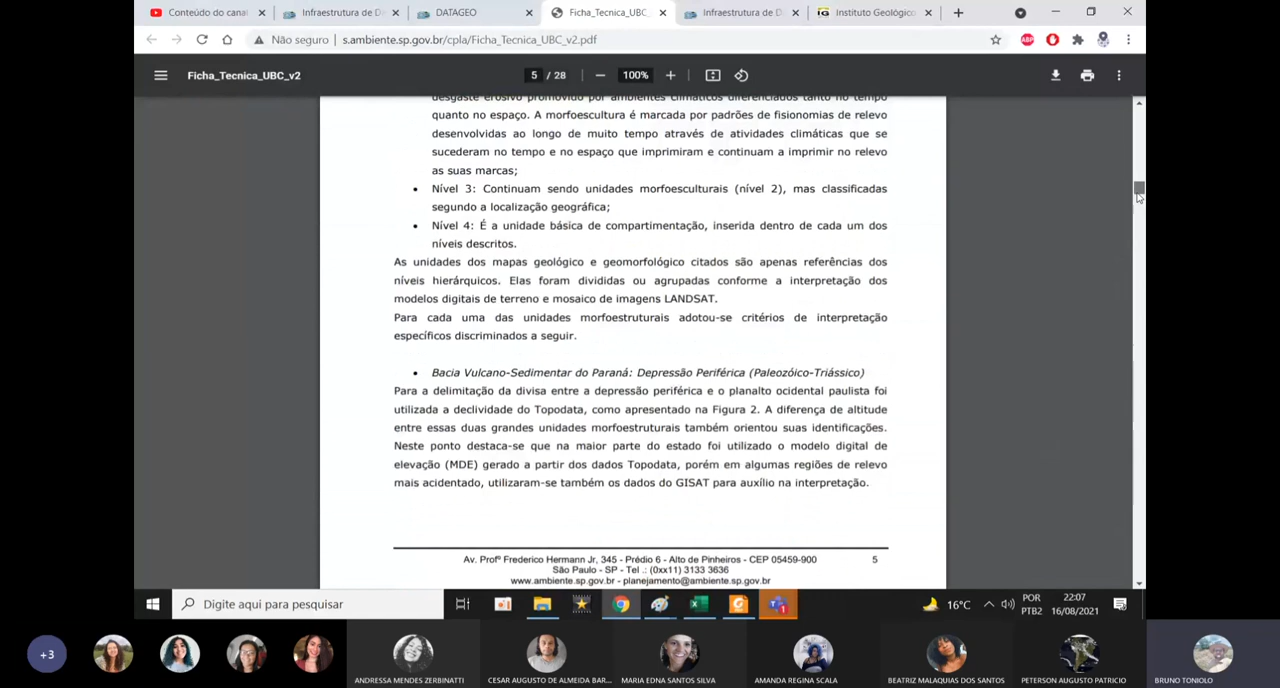 Conteúdo do canal
Infraestrutura de D
DATAGEO
Ficha_Tecnica_UBC_
Infraestrutura de D
IG Instituto Geológico
Não seguro | s.ambiente.sp.gov.br/cpla/Ficha_Tecnica_UBC_v2.pdf
ABP
Ficha_Tecnica_UBC_v2
5 / 28
100%
desgaste erosivo promovido por ambientes climáticos diferenciados tanto no tempo
quanto no espaço. A morfoescultura é marcada por padrões de fisionomias de relevo
desenvolvidas ao longo de muito tempo através de atividades climáticas que se
sucederam no tempo e no espaço que imprimiram e continuam a imprimir no relevo
as suas marcas;
• Nível 3: Continuam sendo unidades morfoesculturais (nível 2), mas classificadas
segundo a localização geográfica;
• Nível 4: É a unidade básica de compartimentação, inserida dentro de cada um dos
níveis descritos.
As unidades dos mapas geológico e geomorfológico citados são apenas referências dos
níveis hierárquicos. Elas foram divididas ou agrupadas conforme a interpretação dos
modelos digitais de terreno e mosaico de imagens LANDSAT.
Para cada uma das unidades morfoestruturais adotou-se critérios de interpretação
específicos discriminados a seguir.
• Bacia Vulcano-Sedimentar do Paraná: Depressão Periférica (Paleozóico-Triássico)
Para a delimitação da divisa entre a depressão periférica e o planalto ocidental paulista foi
utilizada a declividade do Topodata, como apresentado na Figura 2. A diferença de altitude
entre essas duas grandes unidades morfoestruturais também orientou suas identificações.
Neste ponto destaca-se que na maior parte do estado foi utilizado o modelo digital de
elevação (MDE) gerado a partir dos dados Topodata, porém em algumas regiões de relevo
mais acidentado, utilizaram-se também os dados do GISAT para auxílio na interpretação.
Av. Profº Frederico Hermann Jr, 345 - Prédio 6 - Alto de Pinheiros - CEP 05459-900
5
São Paulo - SP - Tel .: (0xx11) 3133 3636
www.ambiente.sp.gov.br - planejamento@ambiente.sp.gov.br
Digite aqui para pesquisar
16°C
POR
PTB2
22:07
16/08/2021
+3
ANDRESSA MENDES ZERBINATTI
CESAR AUGUSTO DE ALMEIDA BAR...
MARIA EDNA SANTOS SILVA
AMANDA REGINA SCALA
BEATRIZ MALAQUIAS DOS SANTOS
PETERSON AUGUSTO PATRICIO
BRUNO TONIOLO